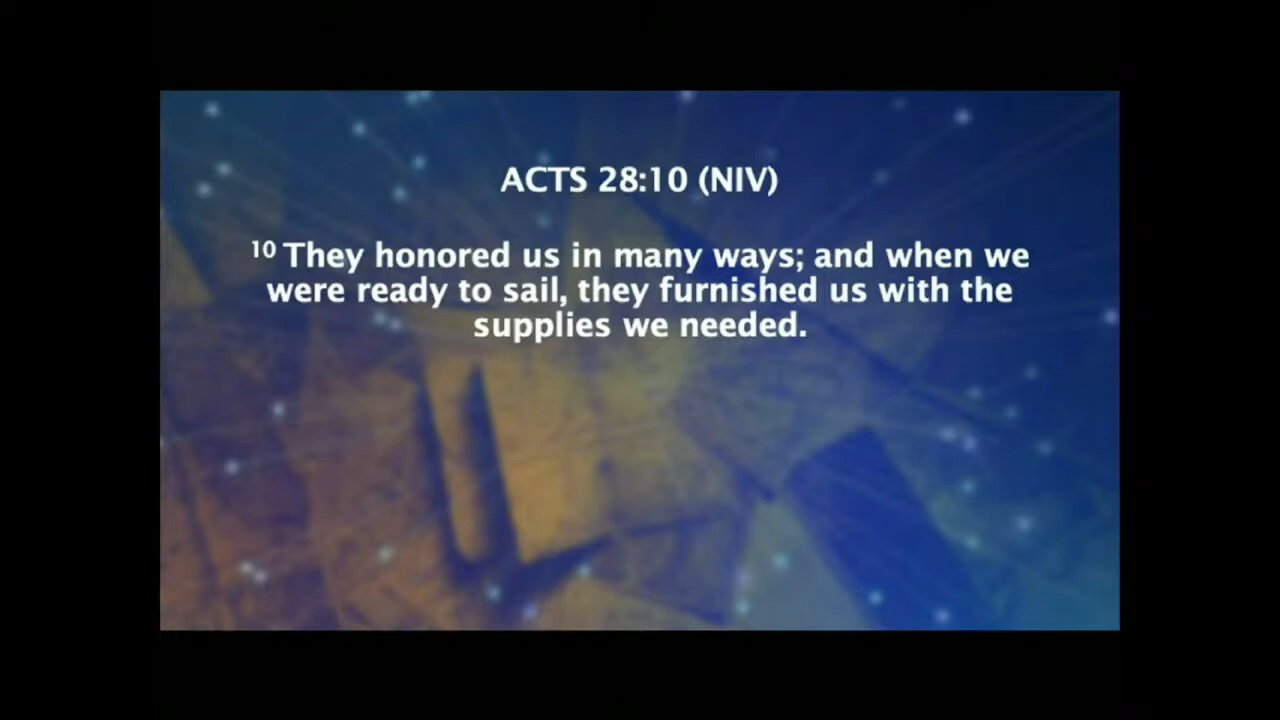 ACTS 28:10 (NIV)
¹⁰ They honored us in many ways; and when we
were ready to sail, they furnished us with the
supplies we needed.